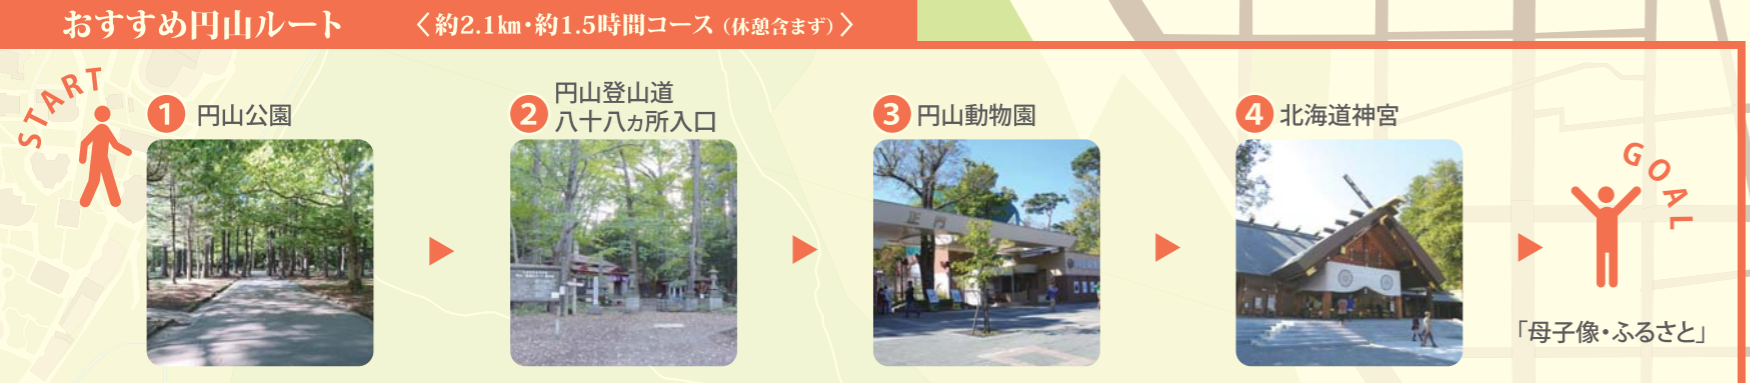 おすすめ円山ルート 〈約2.1㎞・約1.5時間コース（休憩含まず）〉
START
1 円山公園
2 円山登山道
八十八ヵ所入口
3 円山動物園
正門
4 北海道神宮
GOAL
「母子像・ふるさと」